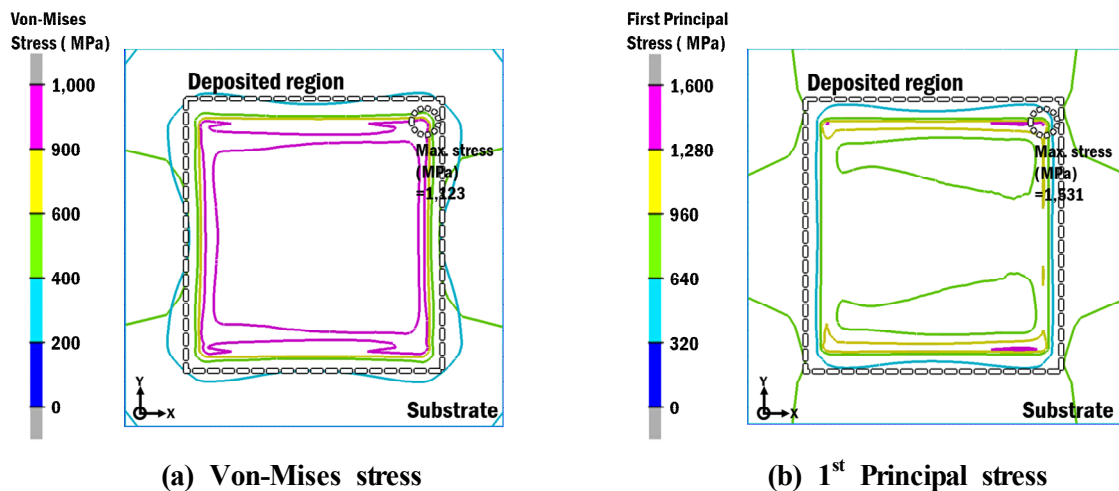 Von-Mises
Stress ( MPa)
1,000
900
600
400
200
0
Deposited region
Max. stress
(MPa)
=1,123
Y
X
Substrate
(a) Von-Mises stress
First Principal
Stress ( MPa)
1,600
1,280
960
640
320
0
Deposited region
Max. stress
(MPa)
=1,531
Y
X
Substrate
(b) 1st Principal stress